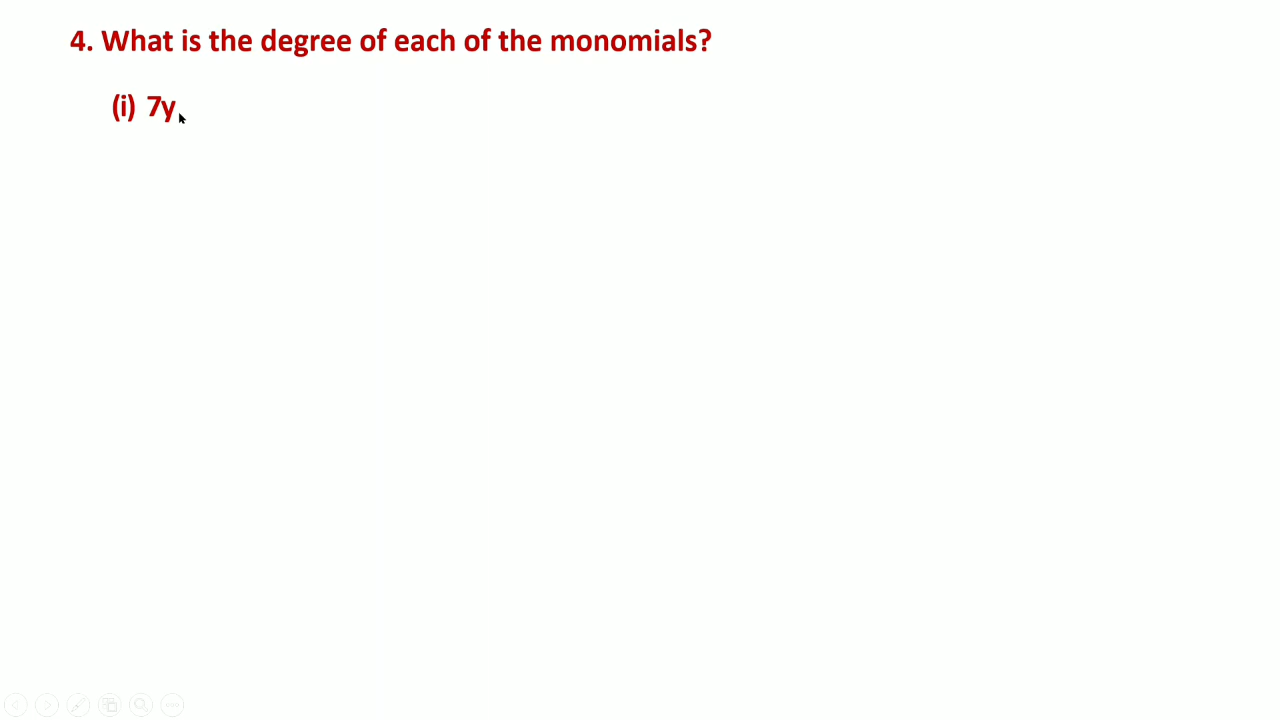 4. What is the degree of each of the monomials?
(i) 7y